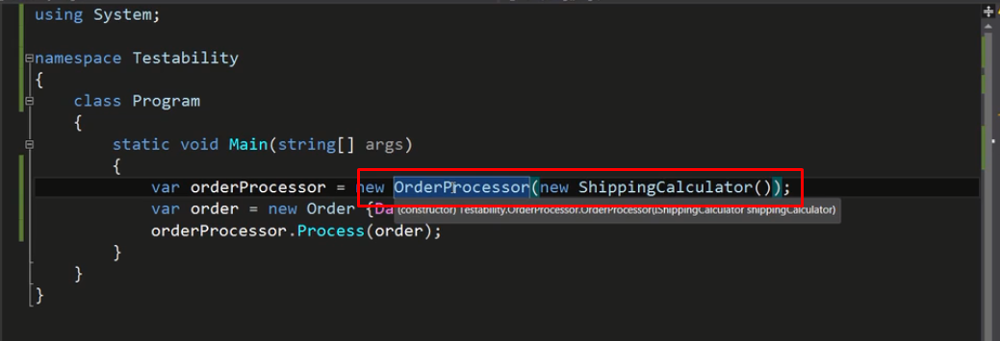 using System;
namespace Testability
{
class Program
{
static void Main(string[] args)
{
var orderProcessor = new OrderProcessor(new ShippingCalculator());
var order = new Order {Da
(constructor) Testability.OrderProcessor.OrderProcessor(IShippingCalculator shippingCalculator)
orderProcessor.Process(order);
}
}
}